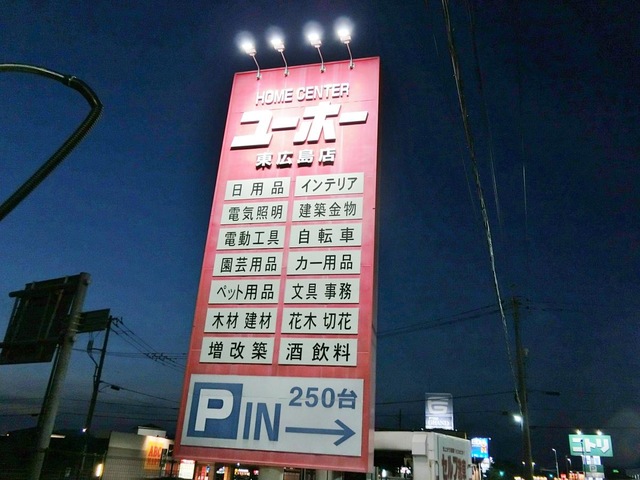 HOME CENTER
ユーホー
東広島店
日用品 インテリア
電気照明 建築金物
電動工具 自転車
園芸用品 カー用品
ペット用品 文具 事務
木材 建材 花木 切花
増改築 酒飲料
P IN 250台
ニトリ